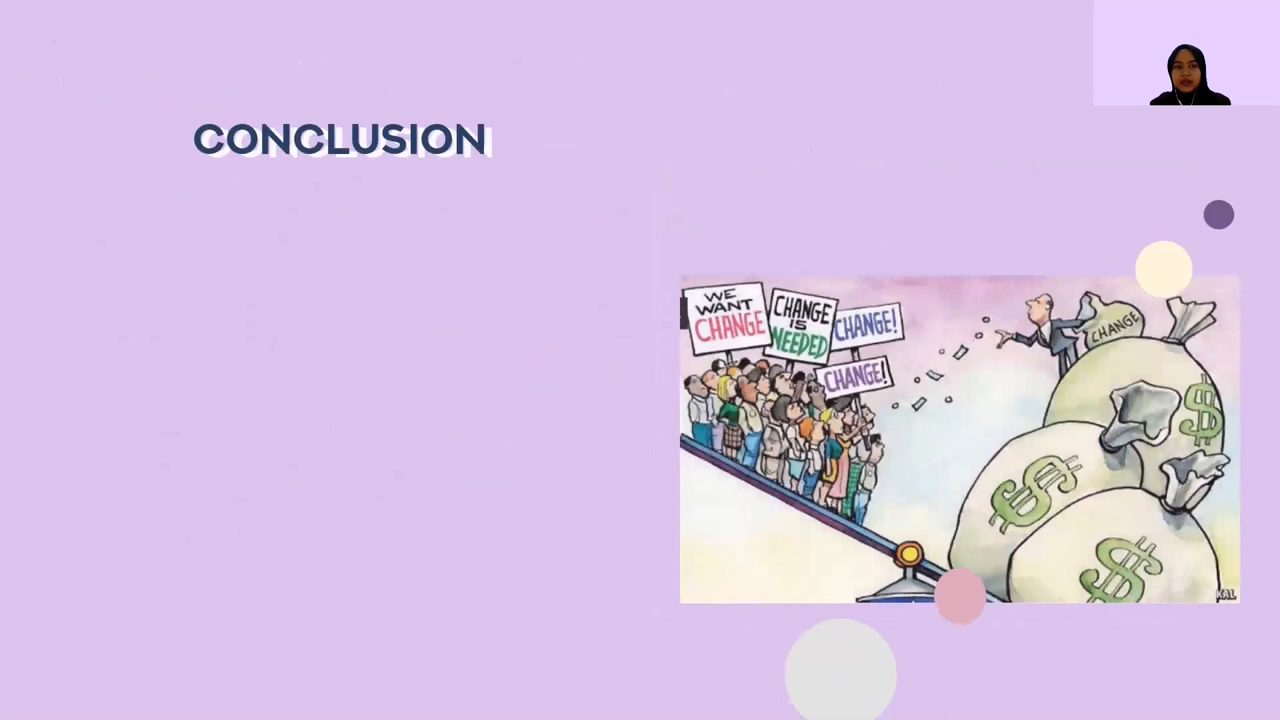 CONCLUSION
WE
WANT
CHANGE
CHANGE
IS
NEEDED
CHANGE!
CHANGE!
CHANGE
$
$
$
KAL